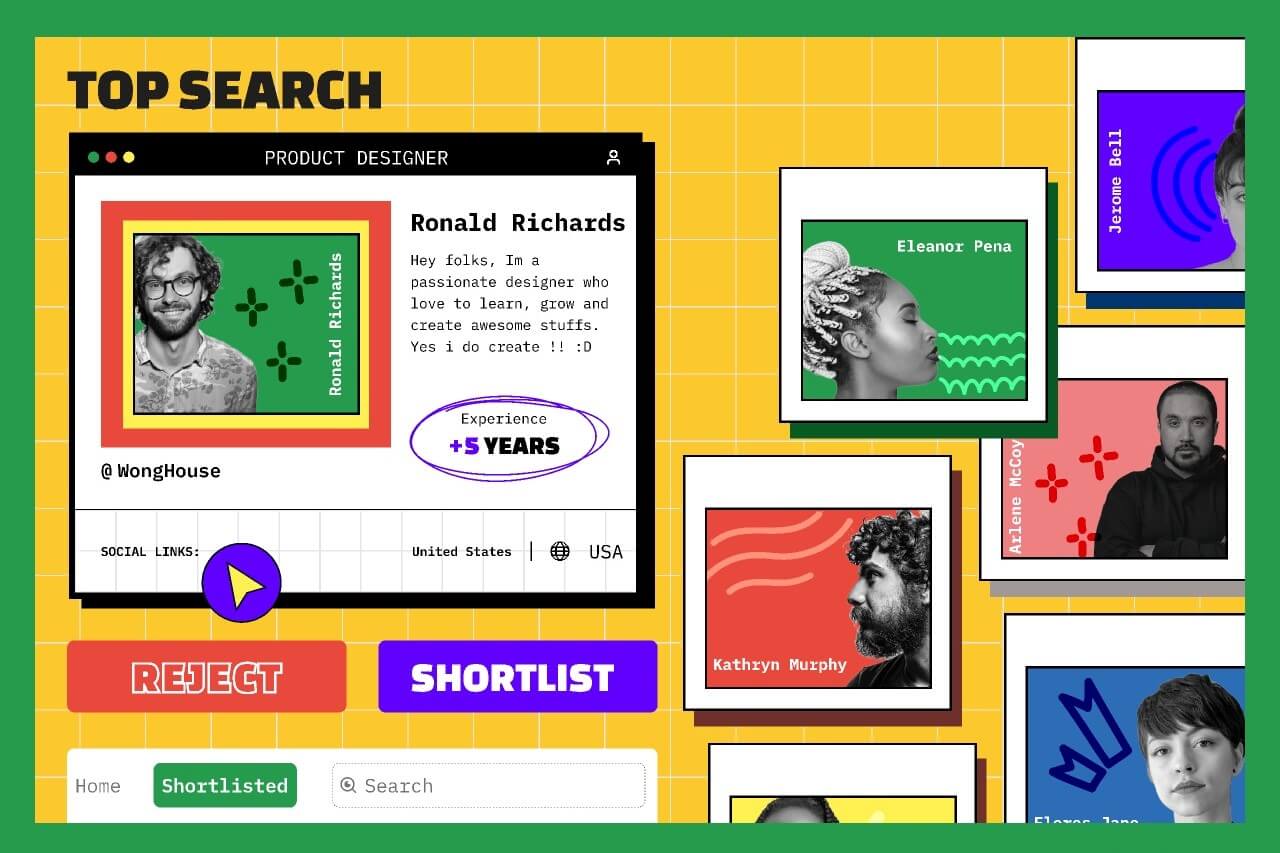 TOP SEARCH
PRODUCT DESIGNER
Ronald Richards
Ronald Richards
Hey folks, Im a
passionate designer who
love to learn, grow and
create awesome stuffs.
Yes i do create !! :D
Experience
+5 YEARS
@WongHouse
SOCIAL LINKS:
United States
USA
REJECT
SHORTLIST
Home
Shortlisted
Search
Jerome Bell
Eleanor Pena
Arlene McCoy
Kathryn Murphy
Flores Jane